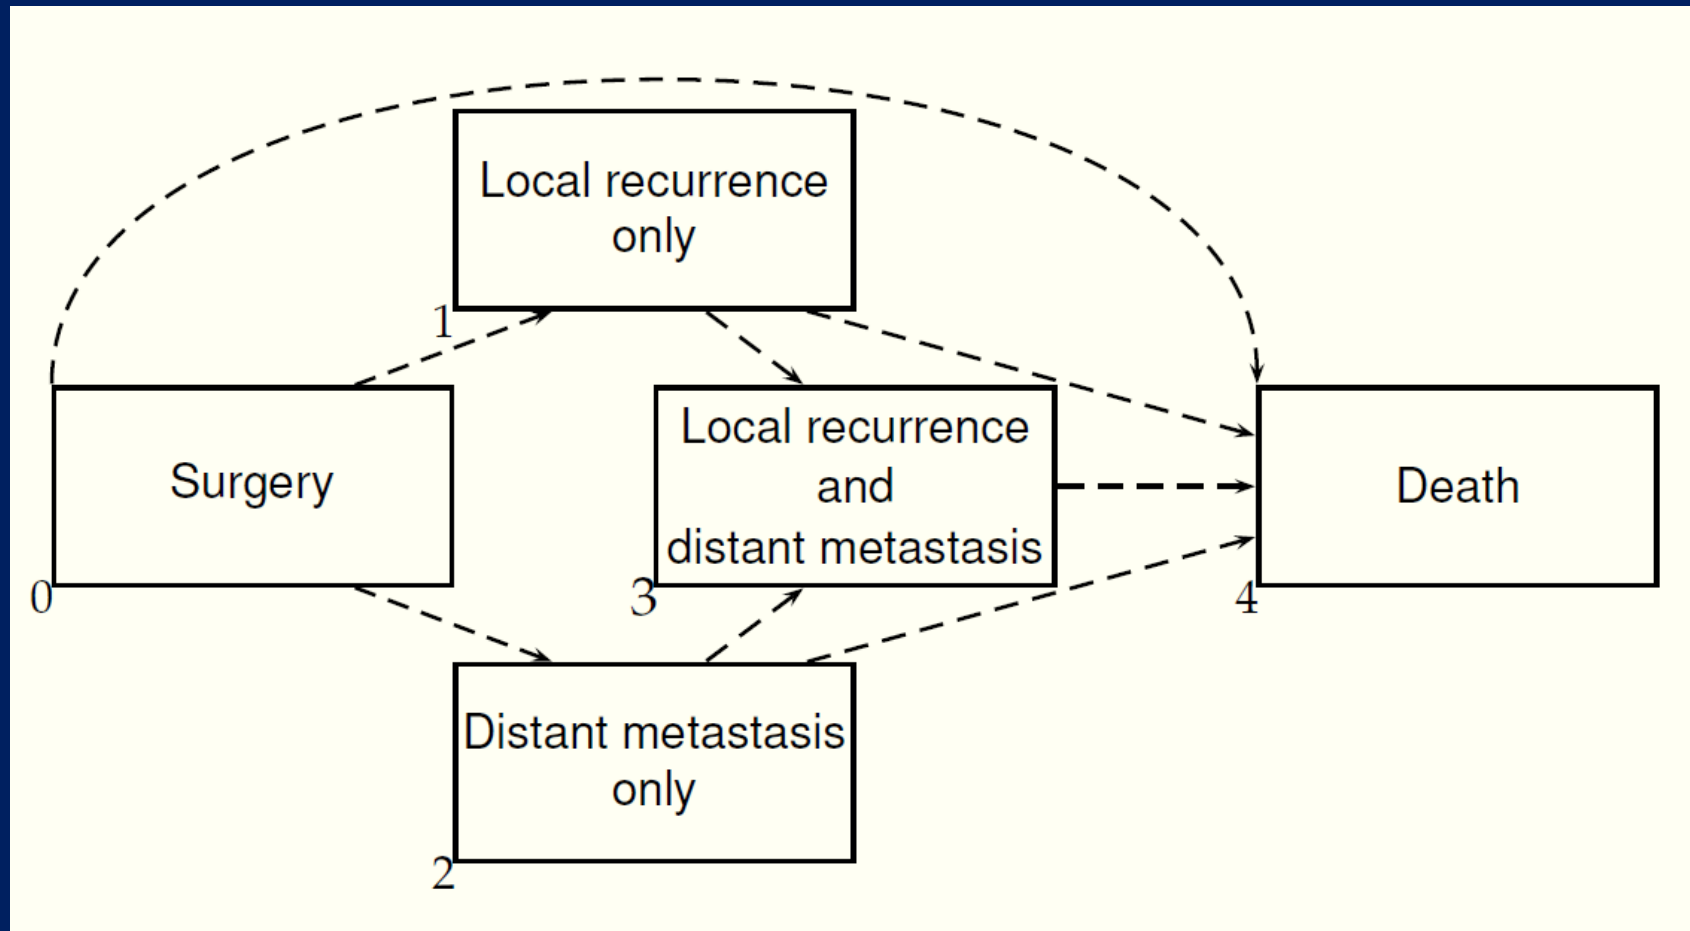 Local recurrence
only
1
Surgery
0
Local recurrence
and
distant metastasis
3
Death
4
Distant metastasis
only
2